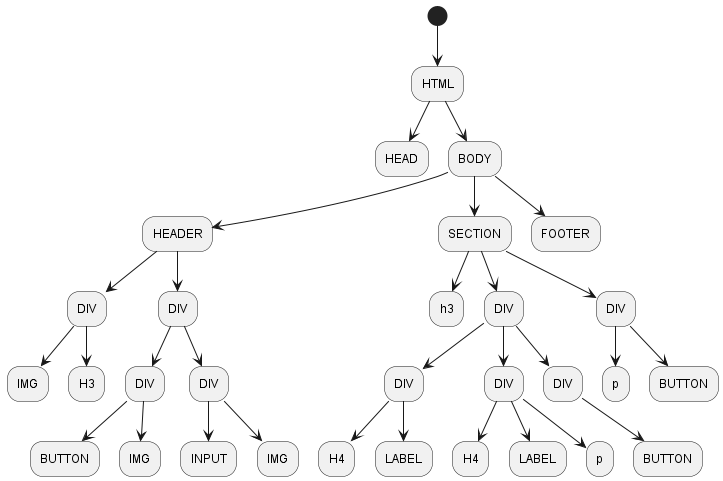 HTML
HEAD
BODY
HEADER
SECTION
FOOTER
DIV
DIV
h3
DIV
DIV
IMG
H3
DIV
DIV
DIV
DIV
DIV
p
BUTTON
BUTTON
IMG
INPUT
IMG
H4
LABEL
H4
LABEL
p
BUTTON